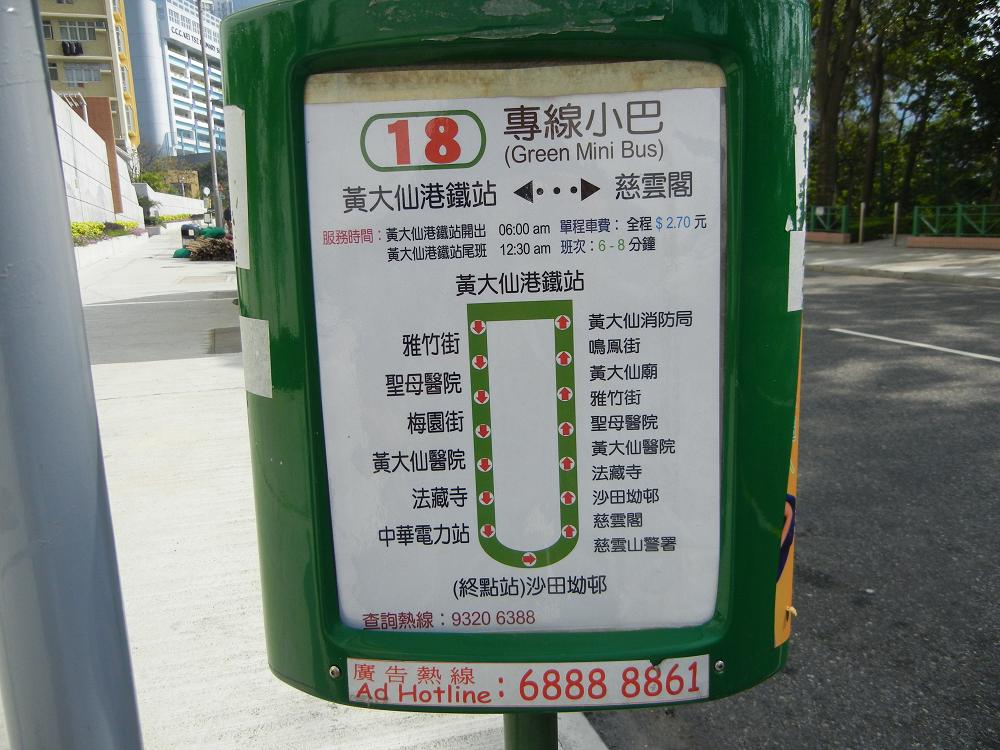 18
專線小巴
(Green Mini Bus)
黃大仙港鐵站 ◀···▶ 慈雲閣
服務時間：黃大仙港鐵站開出 06:00 am 單程車費：全程 $ 2.70 元
黃大仙港鐵站尾班 12:30 am 班次：6 - 8 分鐘
黃大仙港鐵站
雅竹街
聖母醫院
梅園街
黃大仙醫院
法藏寺
中華電力站
黃大仙消防局
鳴鳳街
黃大仙廟
雅竹街
聖母醫院
黃大仙醫院
法藏寺
沙田坳邨
慈雲閣
慈雲山警署
(終點站)沙田坳邨
查詢熱線：9320 6388
廣告熱線
Ad Hotline : 6888 8861